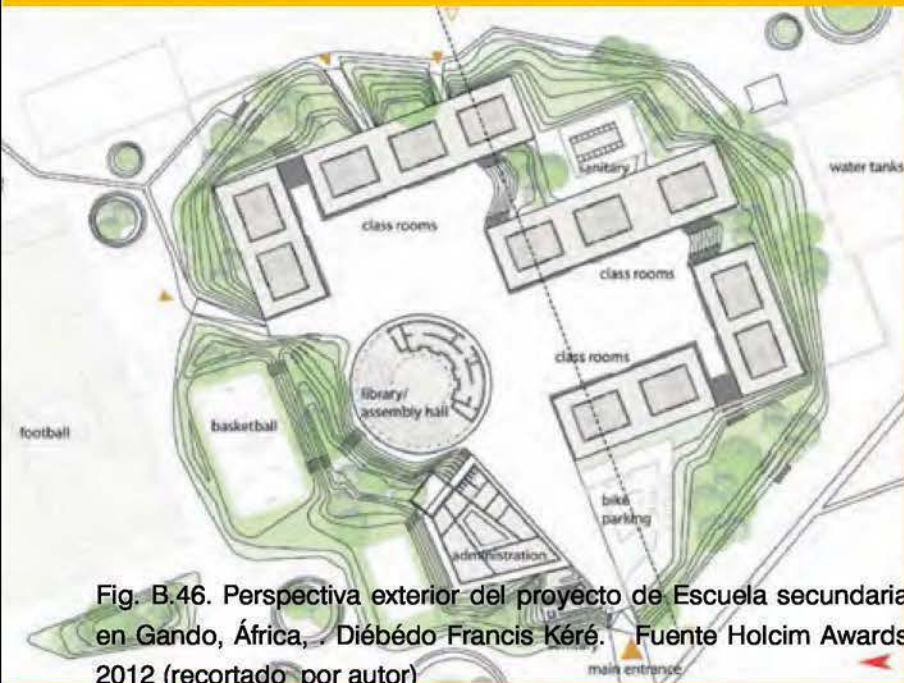 sanitary
water tanks
class rooms
class rooms
class rooms
library/
assembly hall
football
basketball
bike
parking
administration
Fig. B.46. Perspectiva exterior del proyecto de Escuela secundaria
en Gando, África, . Diébédo Francis Kéré. Fuente Holcim Awards
2012 (recortado por autor)
main entrance